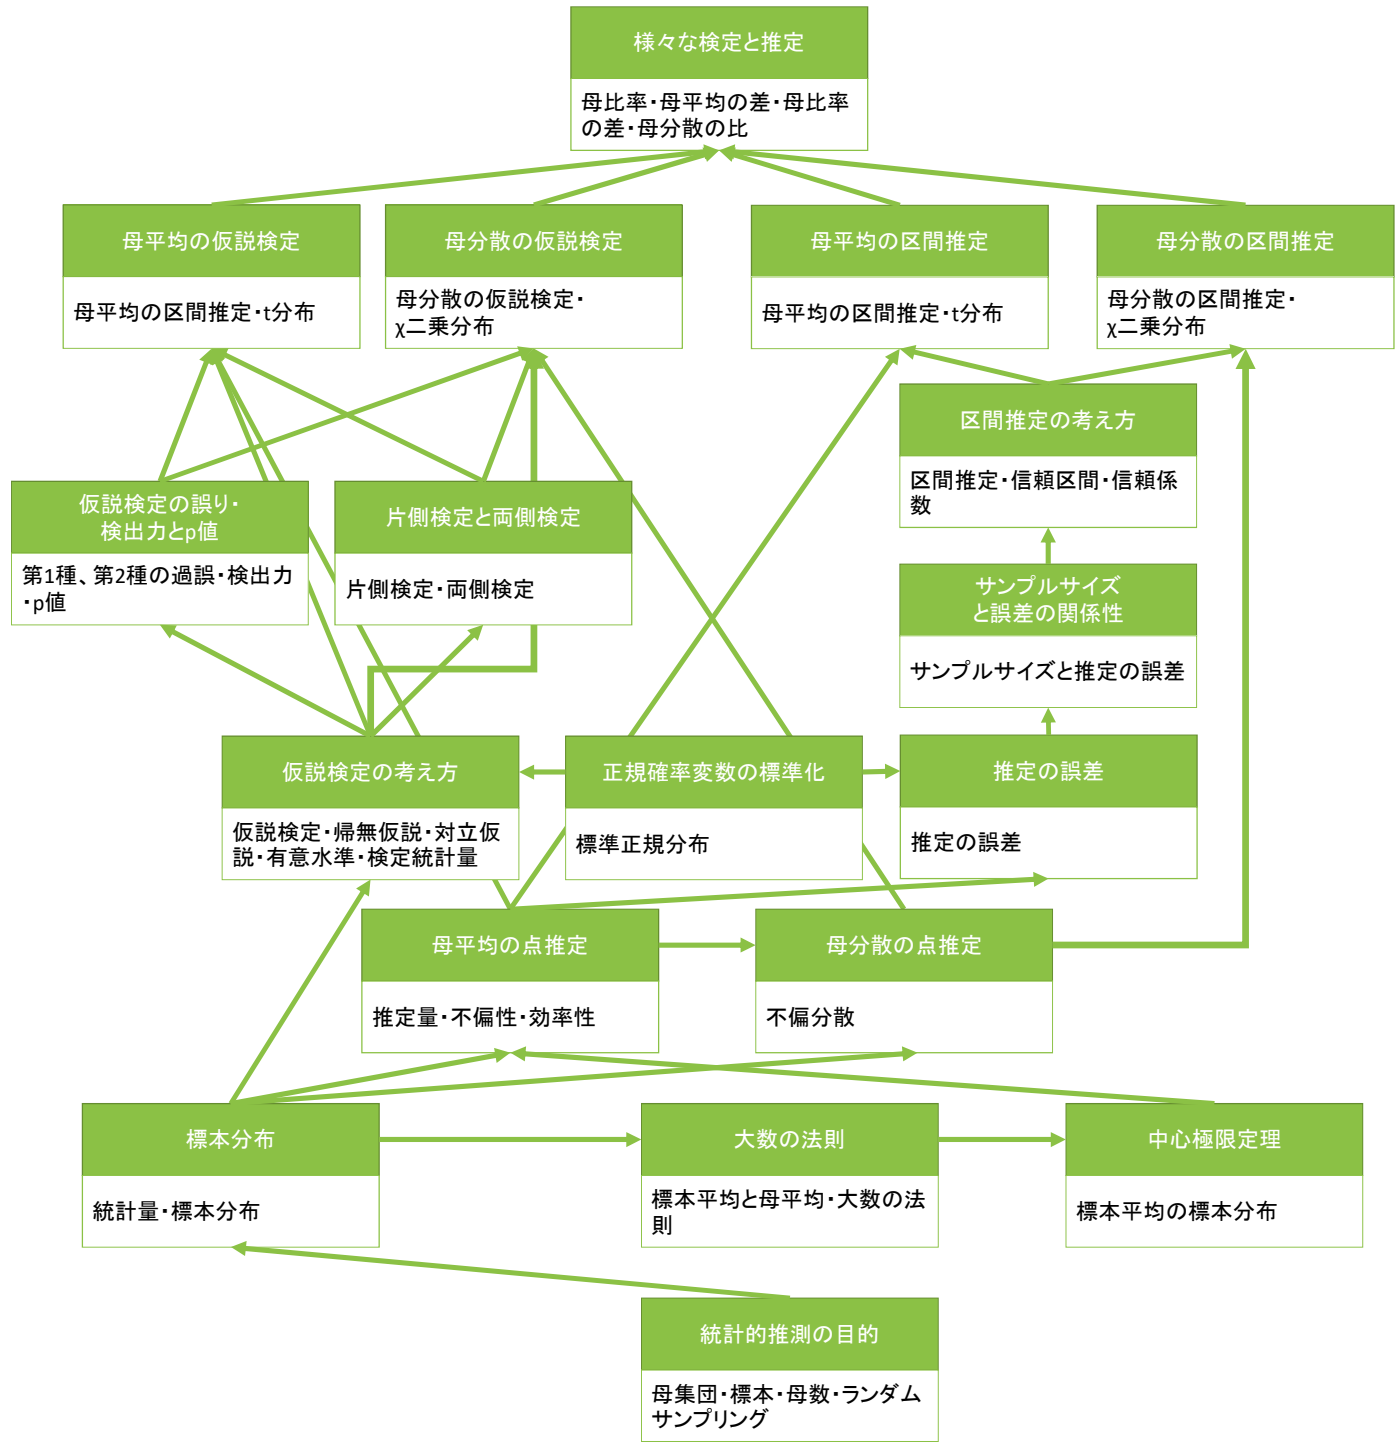 様々な検定と推定
母比率・母平均の差・母比率
の差・母分散の比
母平均の仮説検定
母平均の区間推定・t分布
母分散の仮説検定
母分散の仮説検定・
χ二乗分布
母平均の区間推定
母平均の区間推定・t分布
母分散の区間推定
母分散の区間推定・
χ二乗分布
区間推定の考え方
区間推定・信頼区間・信頼係
数
仮説検定の誤り・
検出力とp値
第1種、第2種の過誤・検出力
・p値
片側検定と両側検定
片側検定・両側検定
サンプルサイズ
と誤差の関係性
サンプルサイズと推定の誤差
仮説検定の考え方
仮説検定・帰無仮説・対立仮
説・有意水準・検定統計量
正規確率変数の標準化
標準正規分布
推定の誤差
推定の誤差
母平均の点推定
推定量・不偏性・効率性
母分散の点推定
不偏分散
標本分布
統計量・標本分布
大数の法則
標本平均と母平均・大数の法
則
中心極限定理
標本平均の標本分布
統計的推測の目的
母集団・標本・母数・ランダム
サンプリング